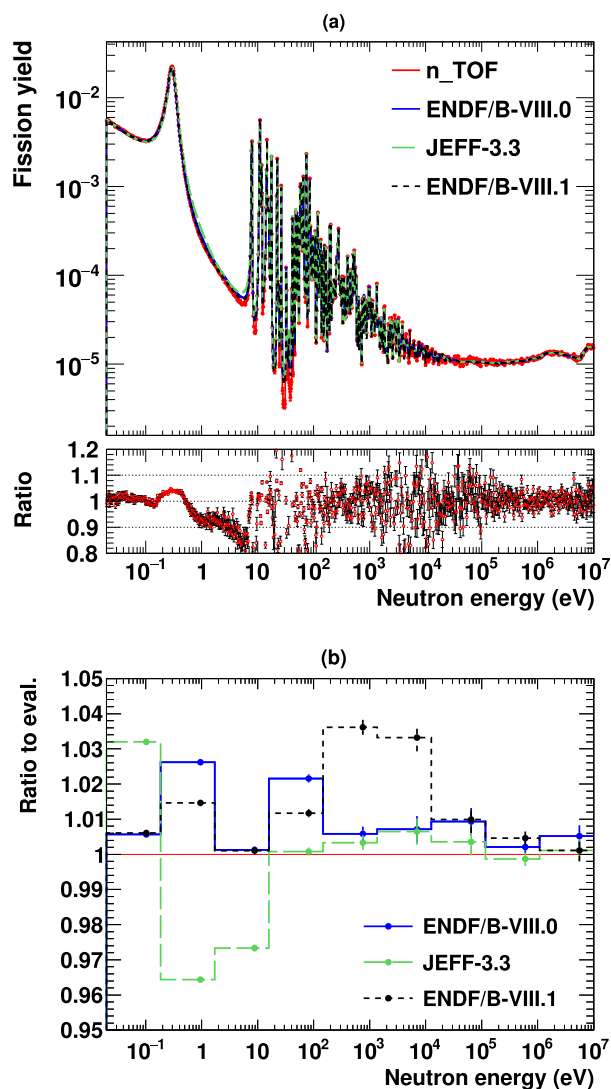 (a)
Fission yield
10⁻²
10⁻³
10⁻⁴
10⁻⁵
n_TOF
ENDF/B-VIII.0
JEFF-3.3
ENDF/B-VIII.1
Ratio
1.2
1.1
1
0.9
0.8
10⁻¹ 1 10 10² 10³ 10⁴ 10⁵ 10⁶ 10⁷
Neutron energy (eV)
(b)
Ratio to eval.
1.05
1.04
1.03
1.02
1.01
1
0.99
0.98
0.97
0.96
0.95
ENDF/B-VIII.0
JEFF-3.3
ENDF/B-VIII.1
10⁻¹ 1 10 10² 10³ 10⁴ 10⁵ 10⁶ 10⁷
Neutron energy (eV)